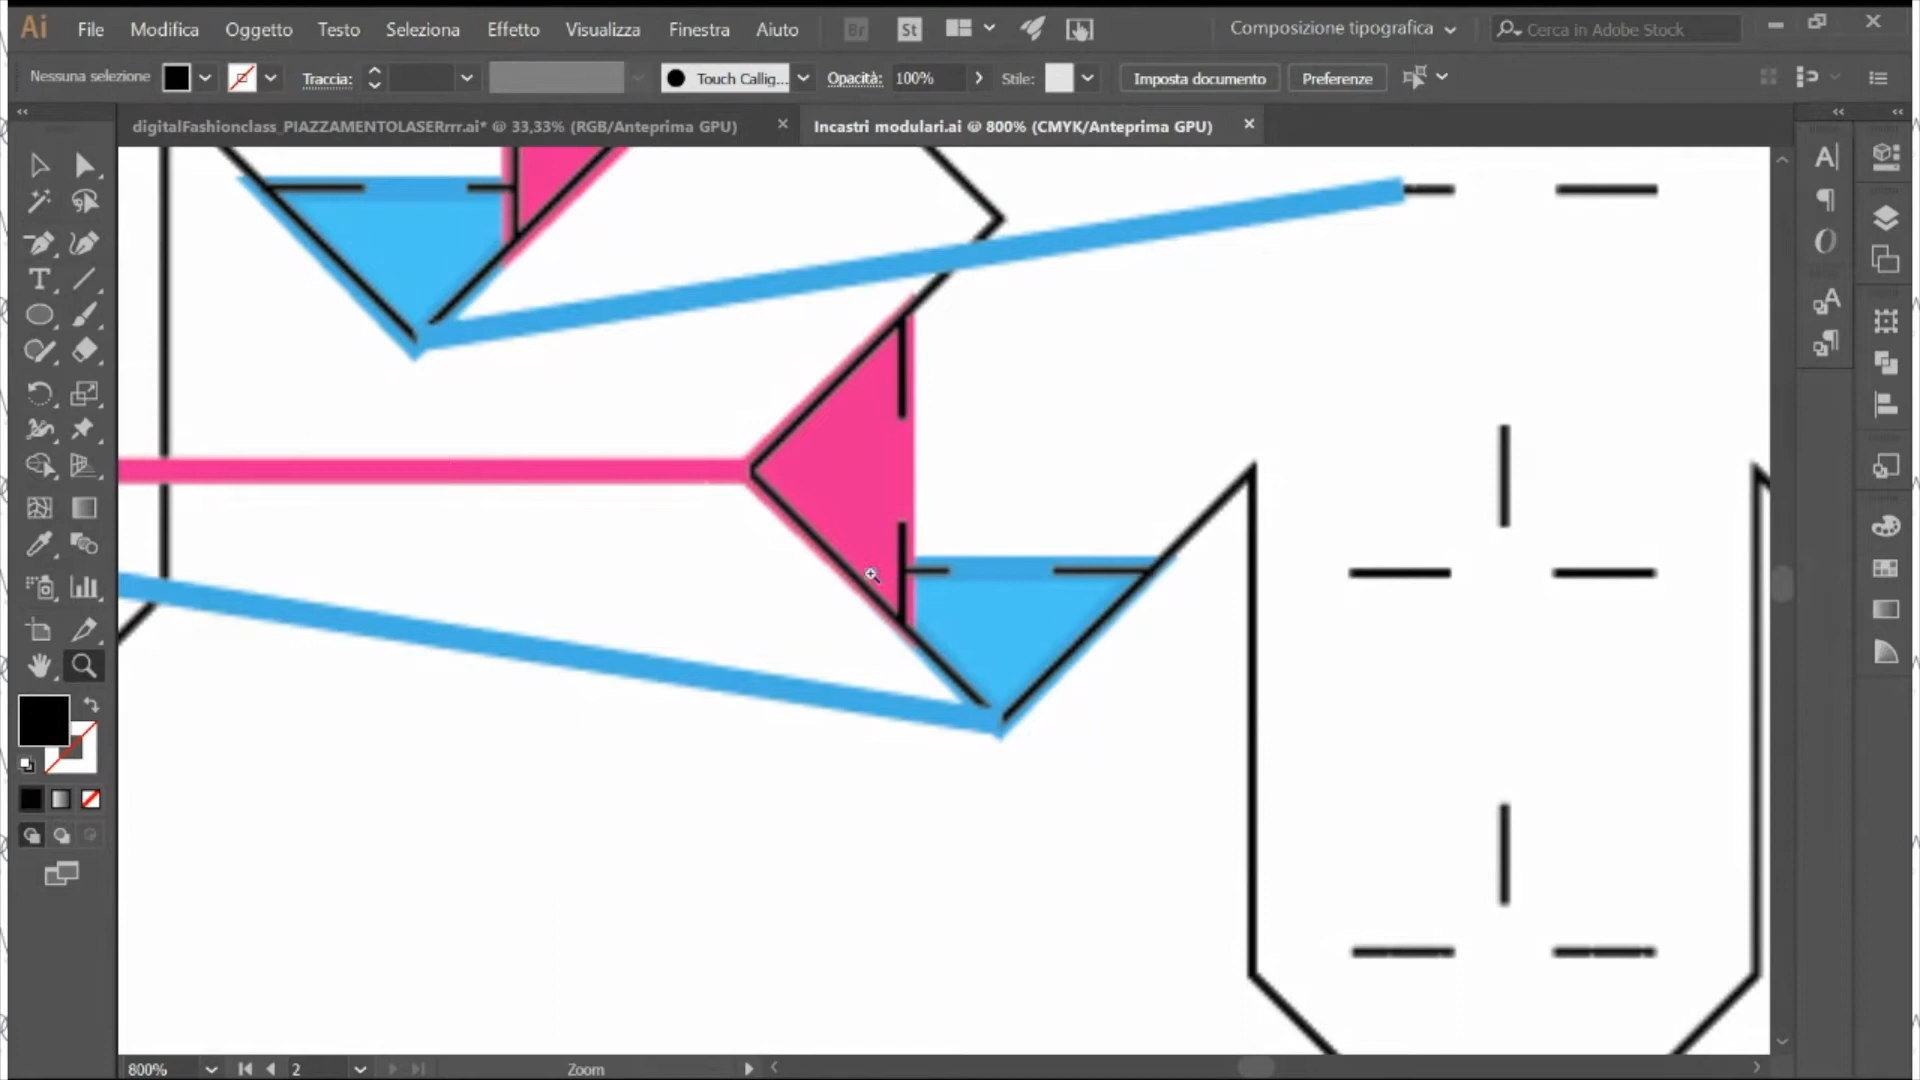 Ai File Modifica Oggetto Testo Seleziona Effetto Visualizza Finestra Aiuto Br St Composizione tipografica Cerca in Adobe Stock
Nessuna selezione Traccia: Touch Callig... Opacità: 100% Stile: Imposta documento Preferenze
digitalFashionclass_PIAZZAMENTOLASERrrr.ai* @ 33,33% (RGB/Anteprima GPU) Incastri modulari.ai @ 800% (CMYK/Anteprima GPU)
800% 2 Zoom